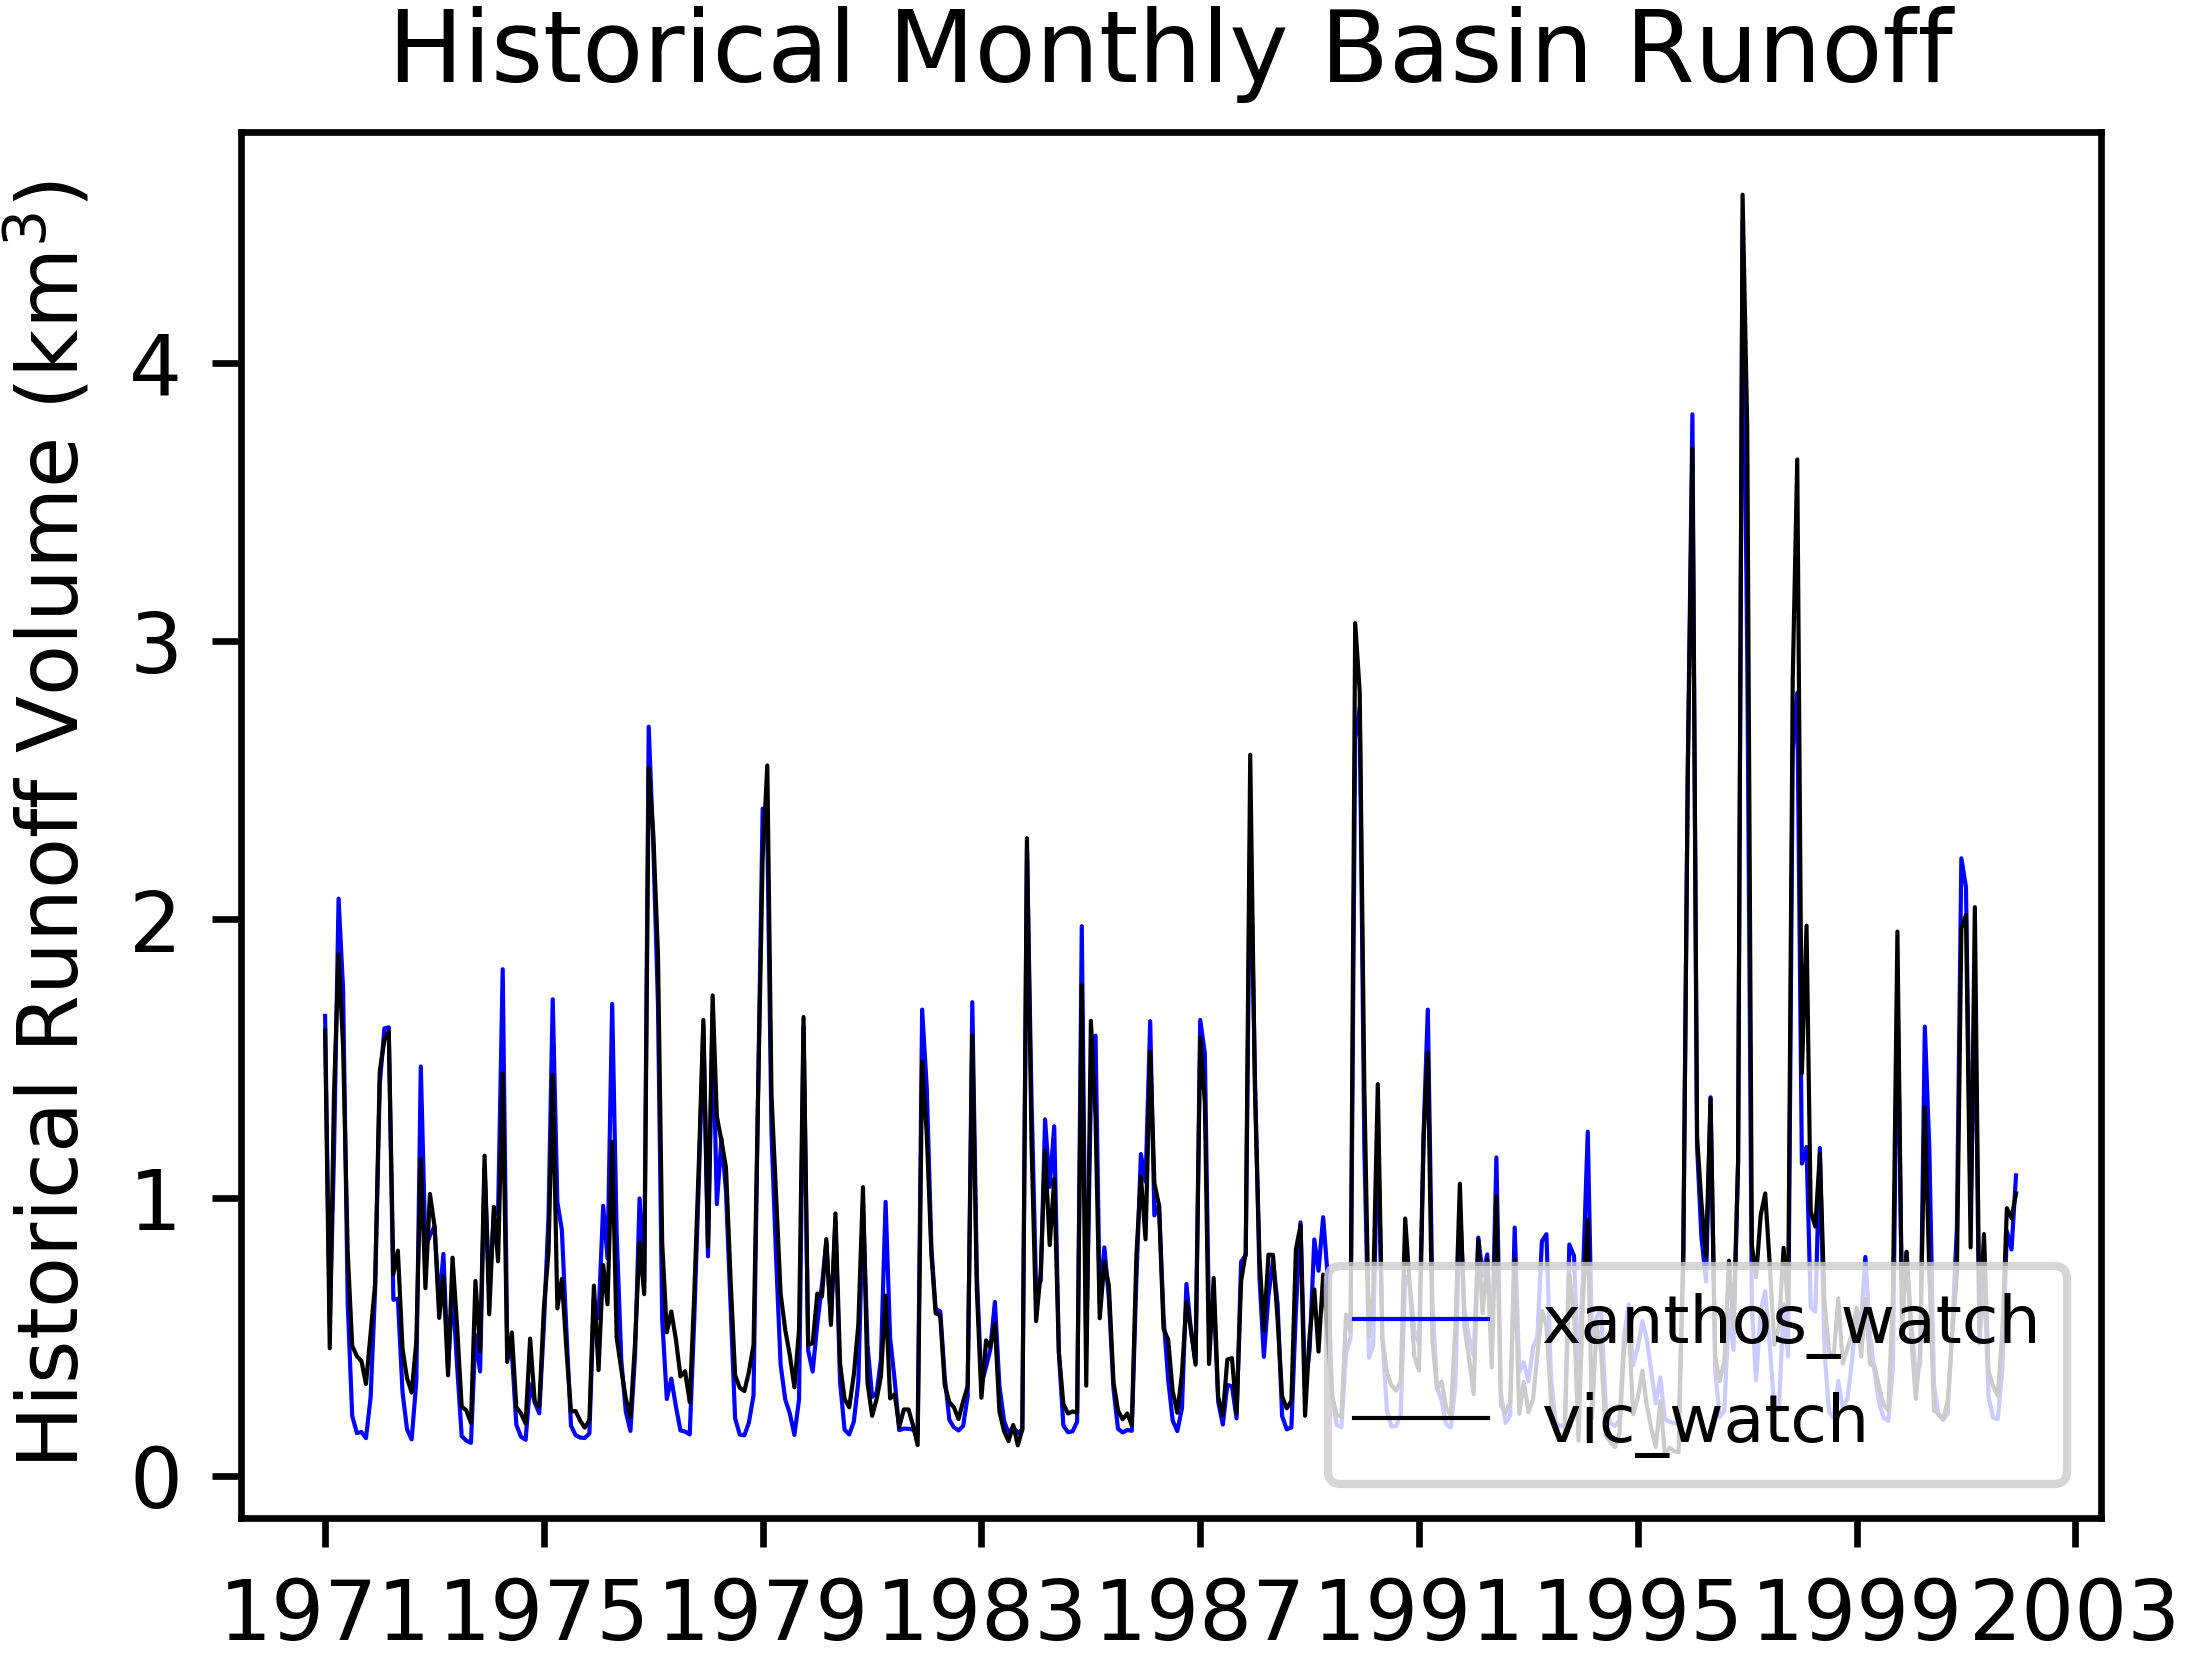 Historical Monthly Basin Runoff
Historical Runoff Volume (km³)
4
3
2
1
0
1971 1975 1979 1983 1987 1991 1995 1999 2003
xanthos_watch
vic_watch